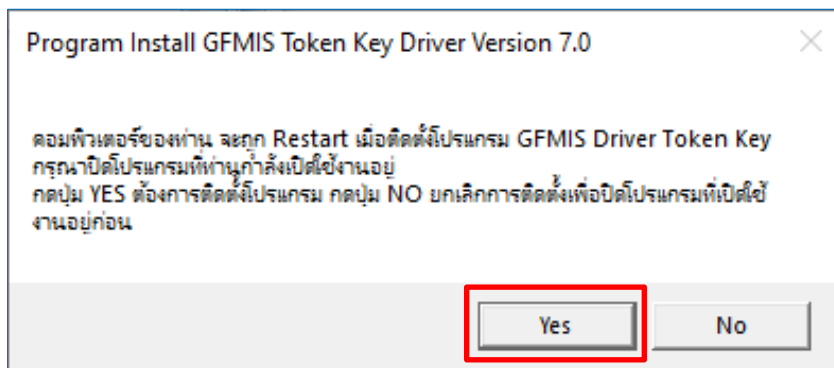 Program Install GFMIS Token Key Driver Version 7.0
คอมพิวเตอร์ของท่าน จะถูก Restart เมื่อติดตั้งโปรแกรม GFMIS Driver Token Key
กรุณาปิดโปรแกรมที่ท่านกำลังเปิดใช้งานอยู่
กดปุ่ม YES ต้องการติดตั้งโปรแกรม กดปุ่ม NO ยกเลิกการติดตั้งเพื่อปิดโปรแกรมที่เปิดใช้
งานอยู่ก่อน
Yes No